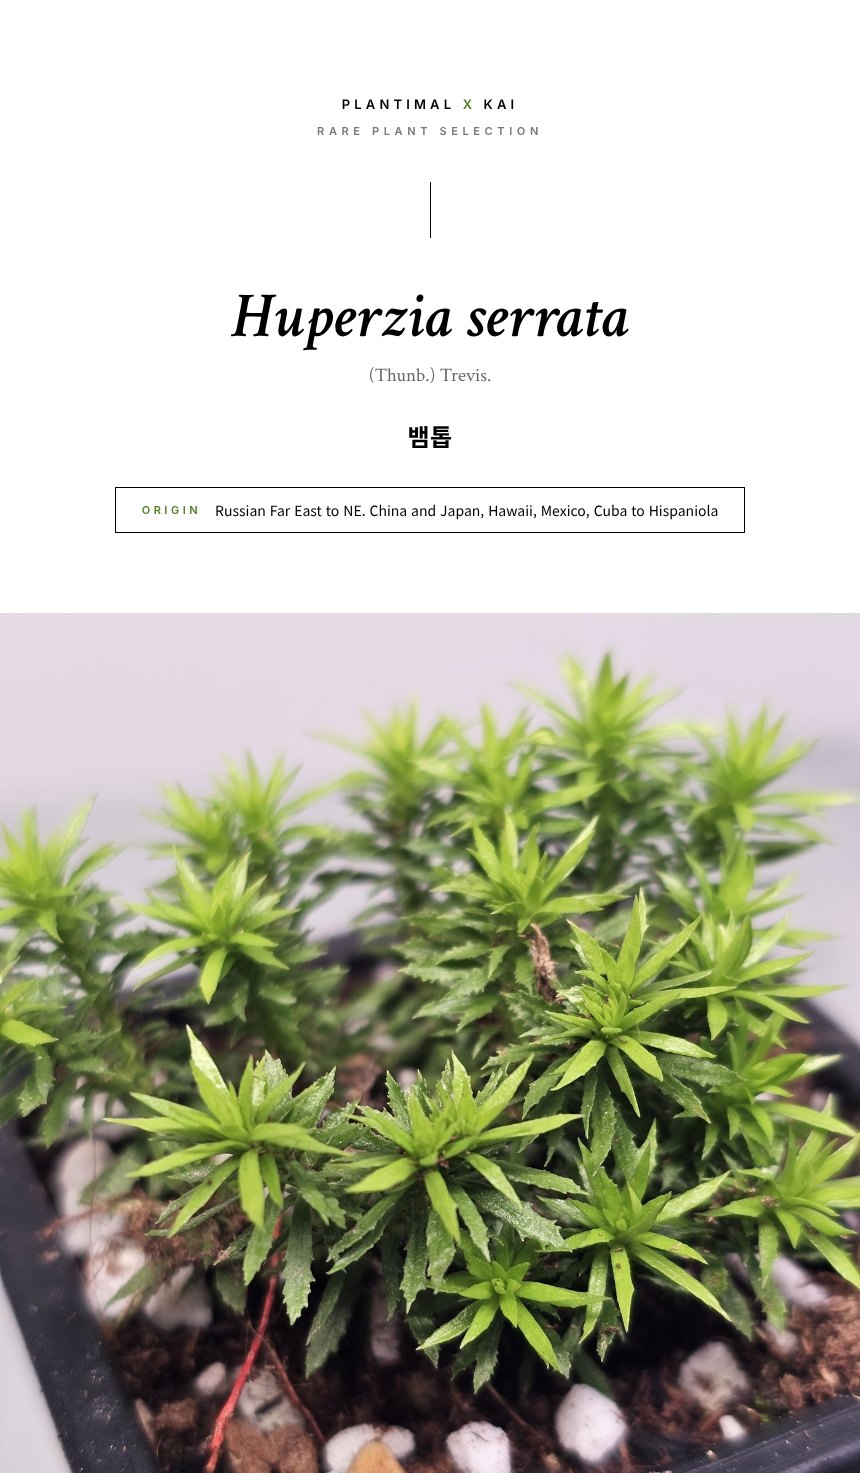 PLANTIMAL X KAI
RARE PLANT SELECTION
Huperzia serrata
(Thunb.) Trevis.
뱀톱
ORIGIN Russian Far East to NE. China and Japan, Hawaii, Mexico, Cuba to Hispaniola